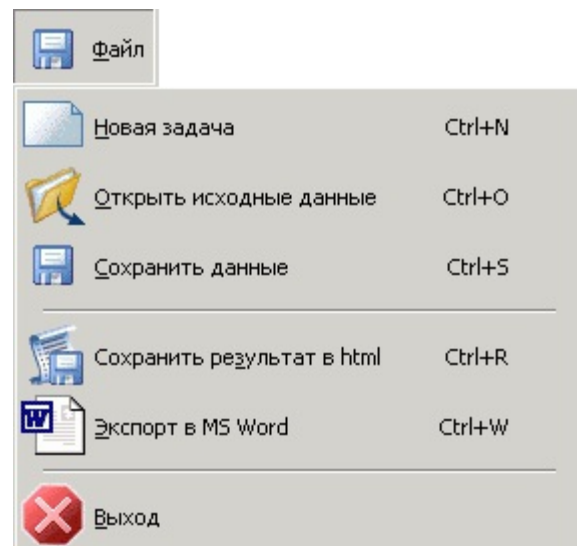 Файл
Новая задача Ctrl+N
Открыть исходные данные Ctrl+O
Сохранить данные Ctrl+S
Сохранить результат в html Ctrl+R
W Экспорт в MS Word Ctrl+W
Выход